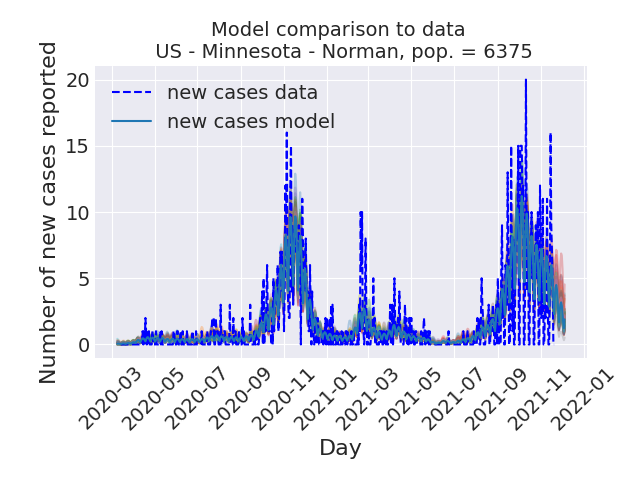 Model comparison to data
US - Minnesota - Norman, pop. = 6375
Number of new cases reported
20
15
10
5
0
new cases data
new cases model
2020-03
2020-05
2020-07
2020-09
2020-11
2021-01
2021-03
2021-05
2021-07
2021-09
2021-11
2022-01
Day